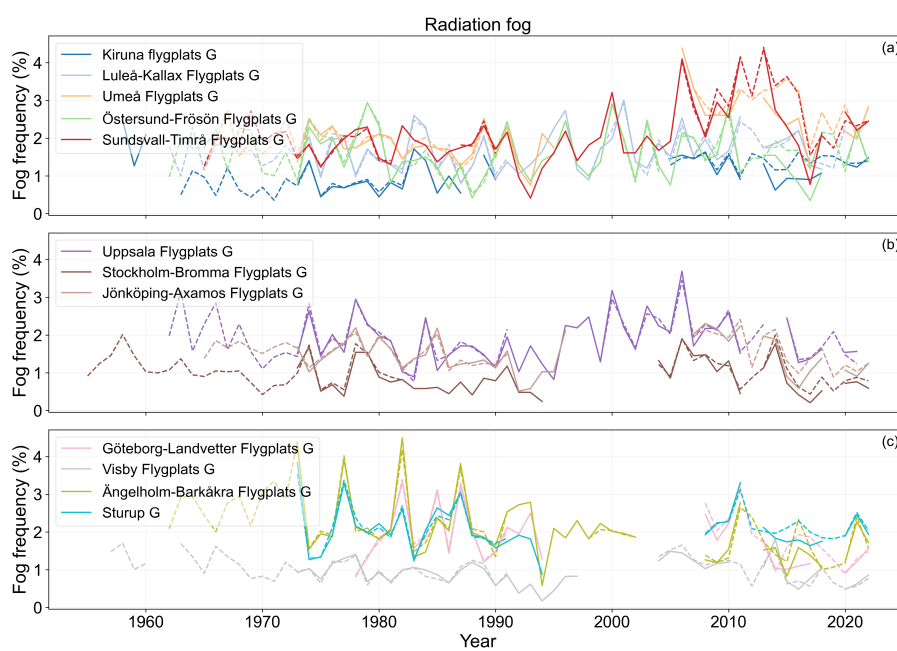 Radiation fog
(a)
Fog frequency (%)
4
3
2
1
0
Kiruna flygplats G
Luleå-Kallax Flygplats G
Umeå Flygplats G
Östersund-Frösön Flygplats G
Sundsvall-Timrå Flygplats G
(b)
Fog frequency (%)
4
3
2
1
0
Uppsala Flygplats G
Stockholm-Bromma Flygplats G
Jönköping-Axamos Flygplats G
(c)
Fog frequency (%)
4
3
2
1
0
Göteborg-Landvetter Flygplats G
Visby Flygplats G
Ängelholm-Barkåkra Flygplats G
Sturup G
1960 1970 1980 1990 2000 2010 2020
Year